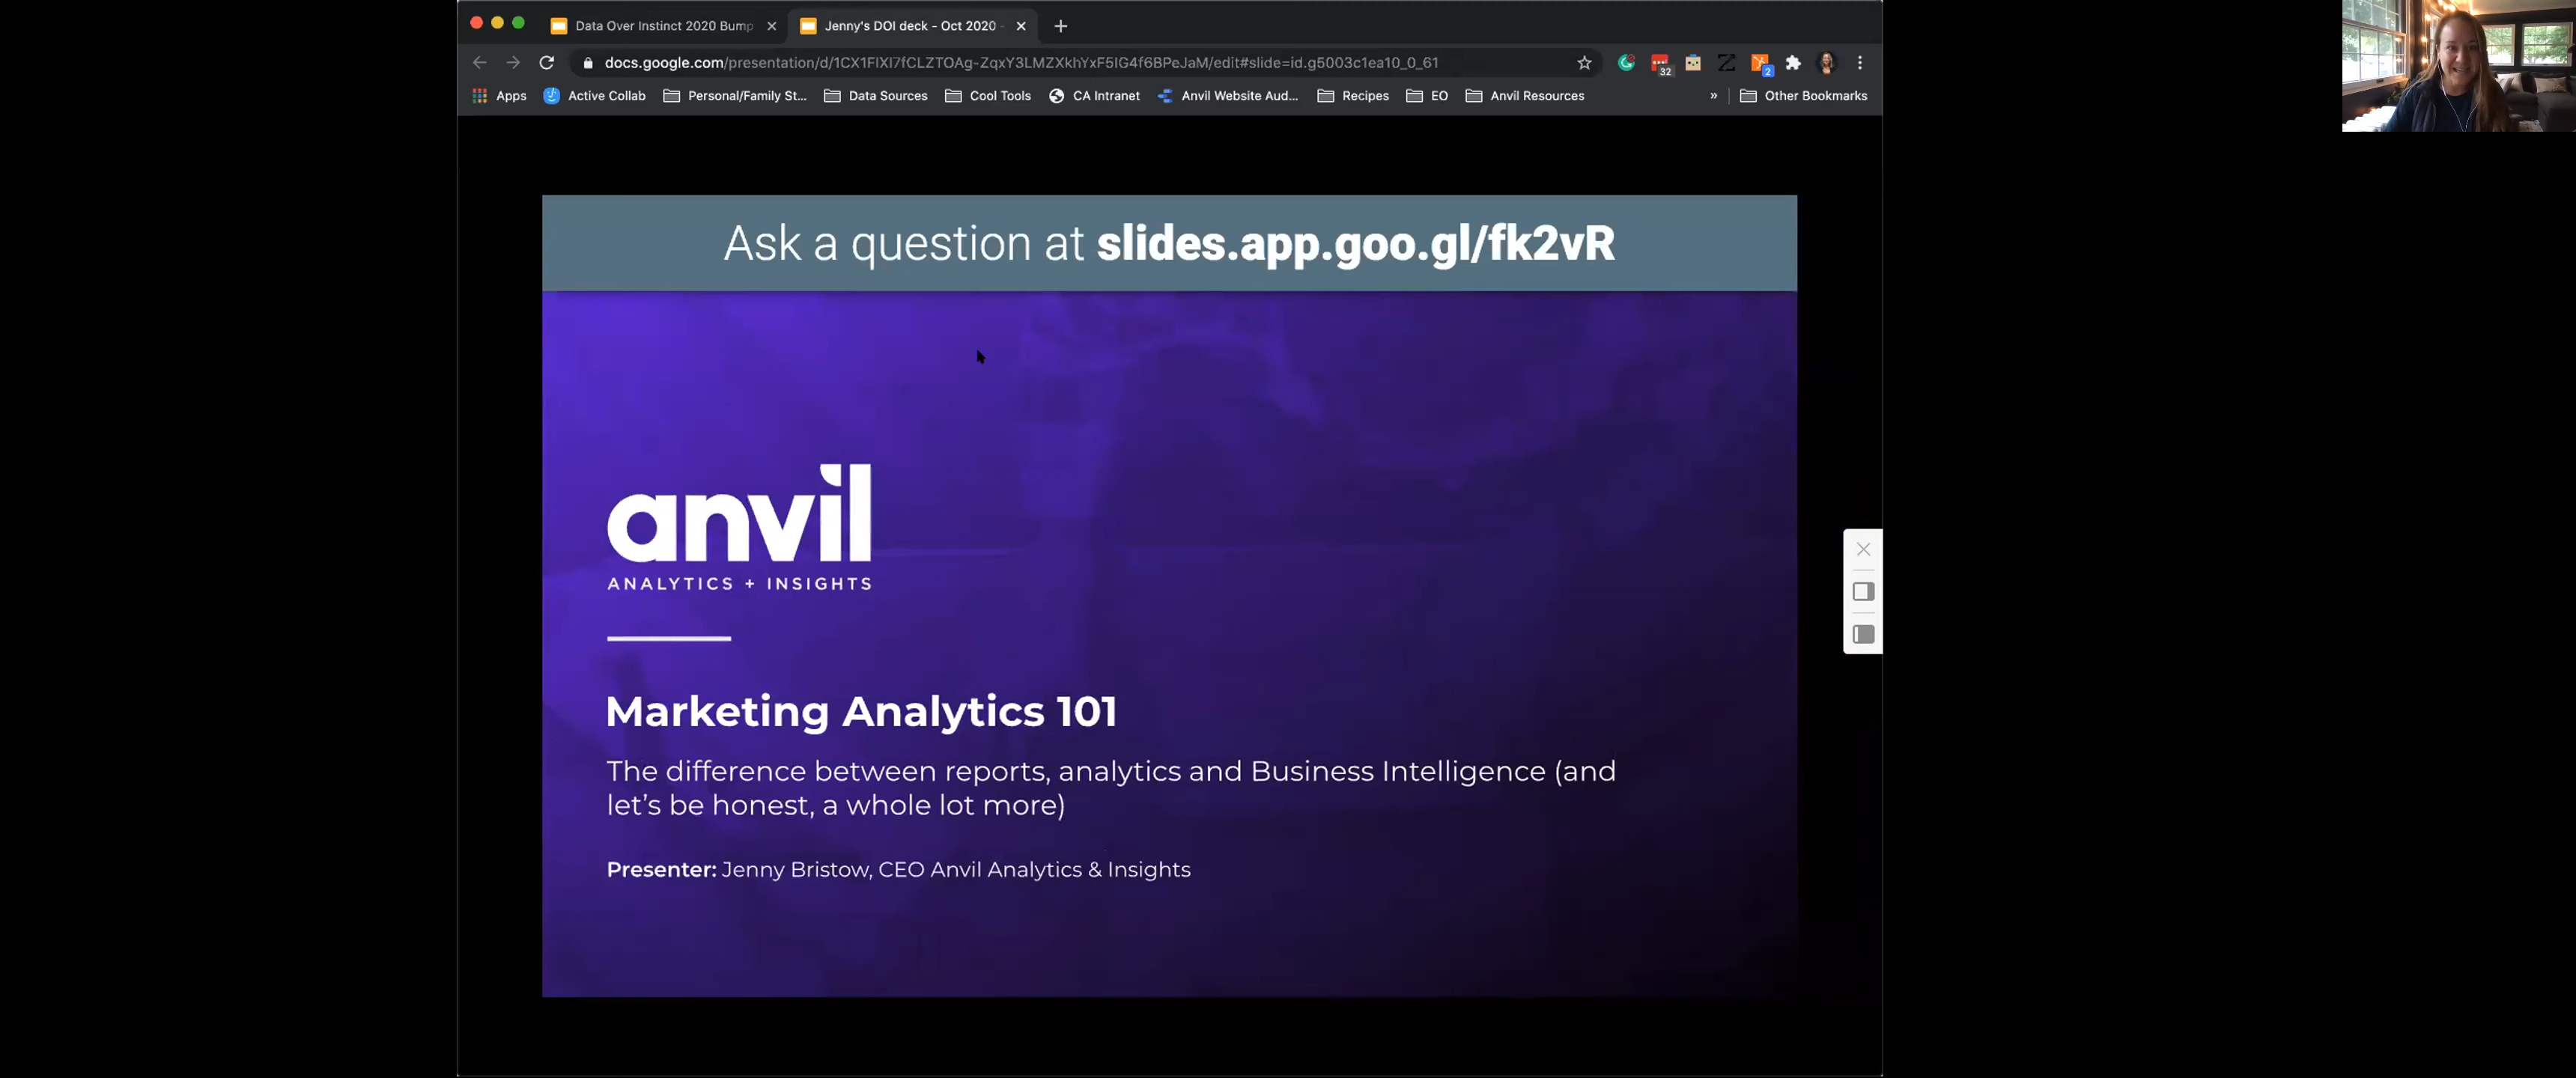 Data Over Instinct 2020 Bump
Jenny's DOI deck - Oct 2020 -
docs.google.com/presentation/d/1CX1FlXI7fCLZTOAg-ZqxY3LMZXkhYxF5IG4f6BPeJaM/edit#slide=id.g5003c1ea10_0_61
32
2
Apps
Active Collab
Personal/Family St...
Data Sources
Cool Tools
CA Intranet
Anvil Website Aud...
Recipes
EO
Anvil Resources
»
Other Bookmarks
Ask a question at slides.app.goo.gl/fk2vR
anvil
ANALYTICS + INSIGHTS
Marketing Analytics 101
The difference between reports, analytics and Business Intelligence (and
let's be honest, a whole lot more)
Presenter: Jenny Bristow, CEO Anvil Analytics & Insights